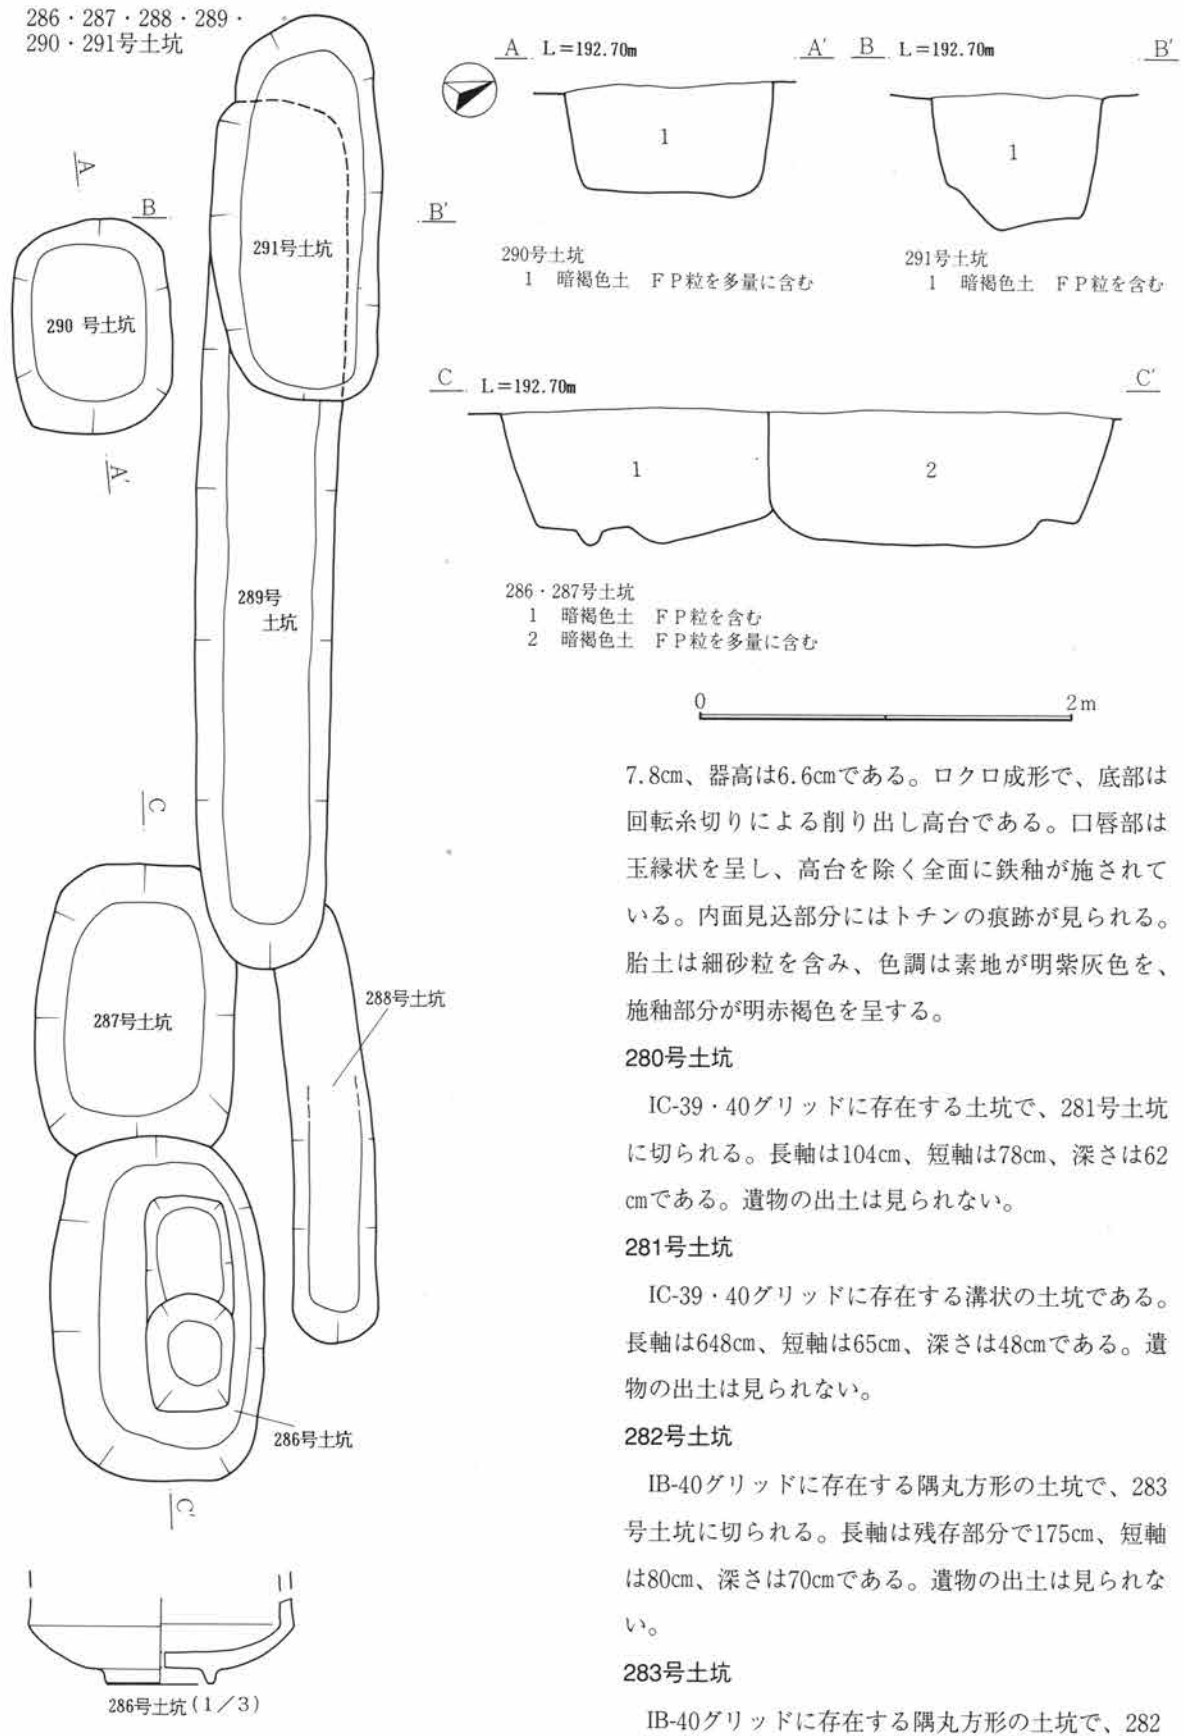 286・287・288・289・
290・291号土坑
A L＝192.70m A′
B L＝192.70m B′
1
1
290号土坑
1 暗褐色土 FP粒を多量に含む
291号土坑
1 暗褐色土 FP粒を含む
C L＝192.70m C′
1
2
286・287号土坑
1 暗褐色土 FP粒を含む
2 暗褐色土 FP粒を多量に含む
0 2m
A
B
B′
291号土坑
290 号土坑
A′
289号
土坑
C
287号土坑
288号土坑
286号土坑
C′
286号土坑(1／3)
7.8cm、器高は6.6cmである。ロクロ成形で、底部は
回転糸切りによる削り出し高台である。口唇部は
玉縁状を呈し、高台を除く全面に鉄釉が施されて
いる。内面見込部分にはトチンの痕跡が見られる。
胎土は細砂粒を含み、色調は素地が明紫灰色を、
施釉部分が明赤褐色を呈する。
280号土坑
IC-39・40グリッドに存在する土坑で、281号土坑
に切られる。長軸は104cm、短軸は78cm、深さは62
cmである。遺物の出土は見られない。
281号土坑
IC-39・40グリッドに存在する溝状の土坑である。
長軸は648cm、短軸は65cm、深さは48cmである。遺
物の出土は見られない。
282号土坑
IB-40グリッドに存在する隅丸方形の土坑で、283
号土坑に切られる。長軸は残存部分で175cm、短軸
は80cm、深さは70cmである。遺物の出土は見られな
い。
283号土坑
IB-40グリッドに存在する隅丸方形の土坑で、282